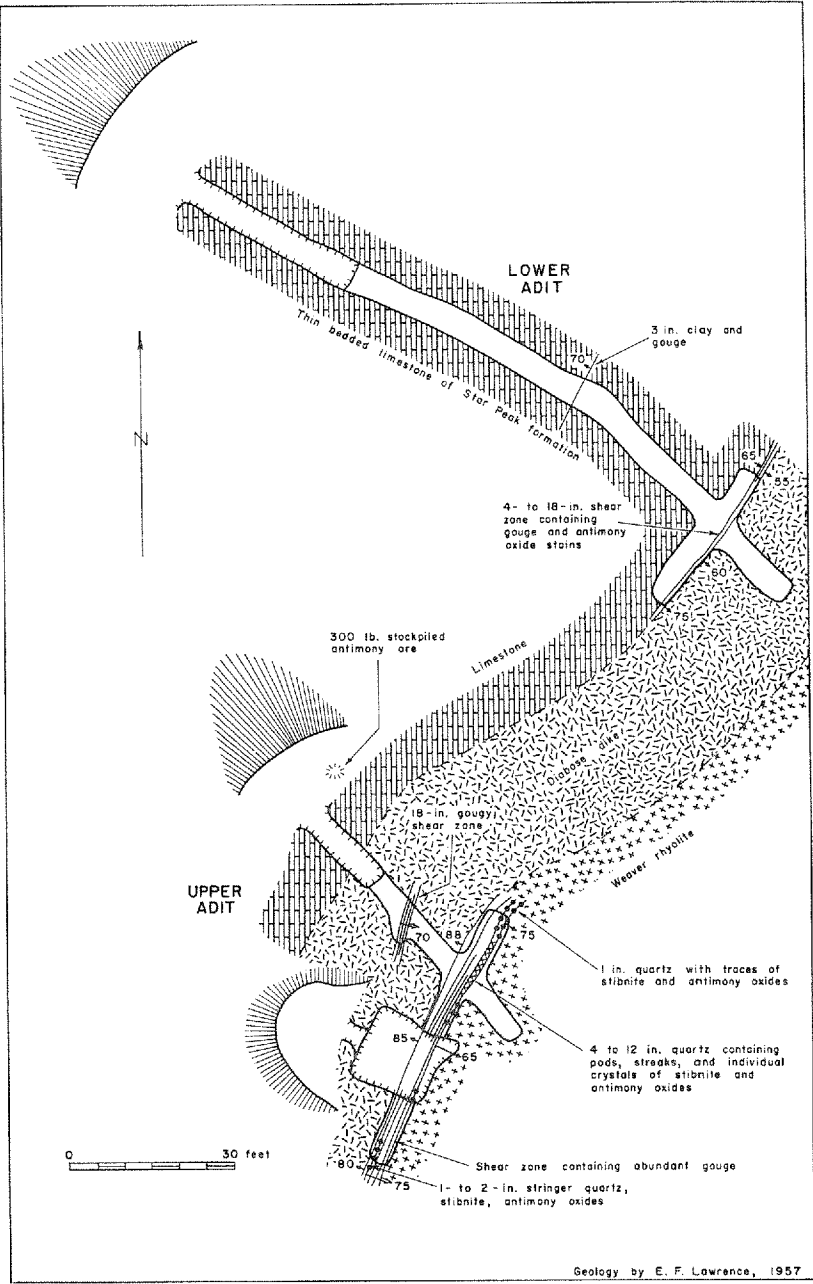 LOWER
ADIT
3 in. clay and
gouge
70
Thin bedded limestone of Star Peak formation
N
65
55
4- to 18-in. shear
zone containing
gouge and antimony
oxide stains
60
75
300 lb. stockpiled
antimony ore
Limestone
Diabase dike
18-in. gougy
shear zone
Weaver rhyolite
UPPER
ADIT
70
88
75
1 in. quartz with traces of
stibnite and antimony oxides
85
65
4 to 12 in. quartz containing
pods, streaks, and individual
crystals of stibnite and
antimony oxides
0 30 feet
Shear zone containing abundant gouge
80
75
1- to 2-in. stringer quartz,
stibnite, antimony oxides
Geology by E. F. Lawrence, 1957